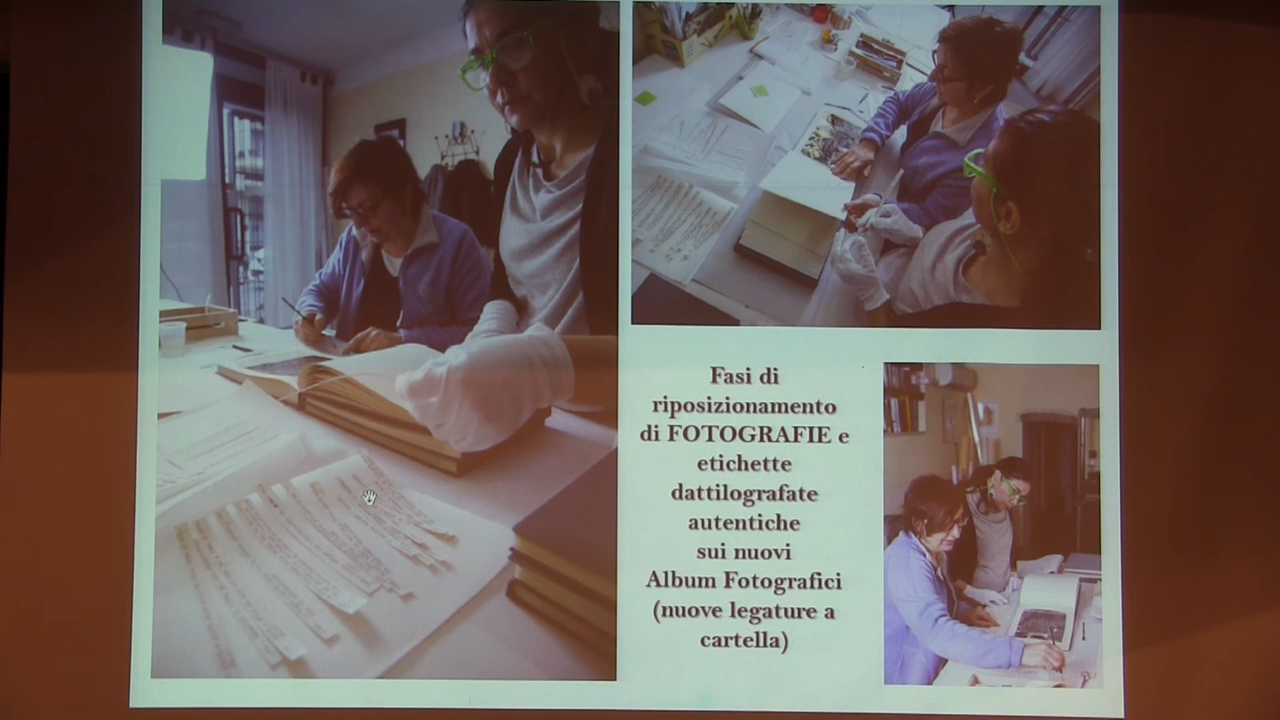 Fasi di
riposizionamento
di FOTOGRAFIE e
etichette
dattilografate
autentiche
sui nuovi
Album Fotografici
(nuove legature a
cartella)